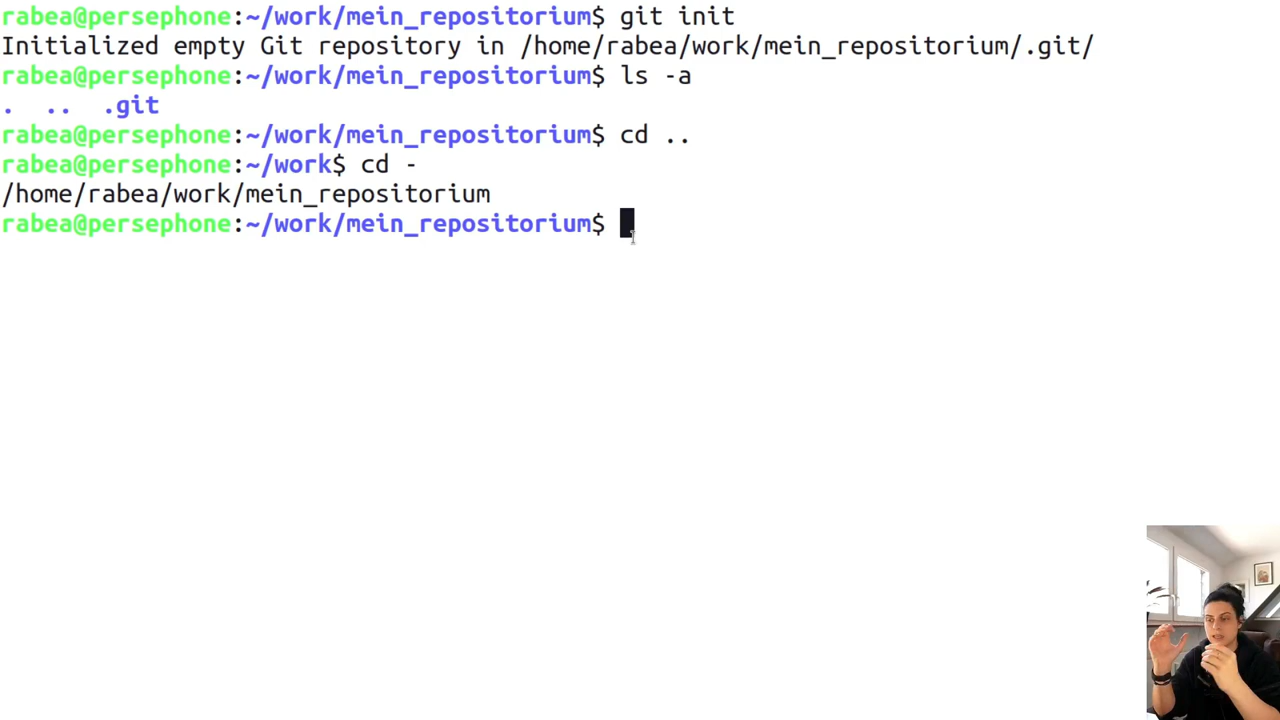 rabea@persephone:~/work/mein_repositorium$ git init
Initialized empty Git repository in /home/rabea/work/mein_repositorium/.git/
rabea@persephone:~/work/mein_repositorium$ ls -a
.  ..  .git
rabea@persephone:~/work/mein_repositorium$ cd ..
rabea@persephone:~/work$ cd -
/home/rabea/work/mein_repositorium
rabea@persephone:~/work/mein_repositorium$